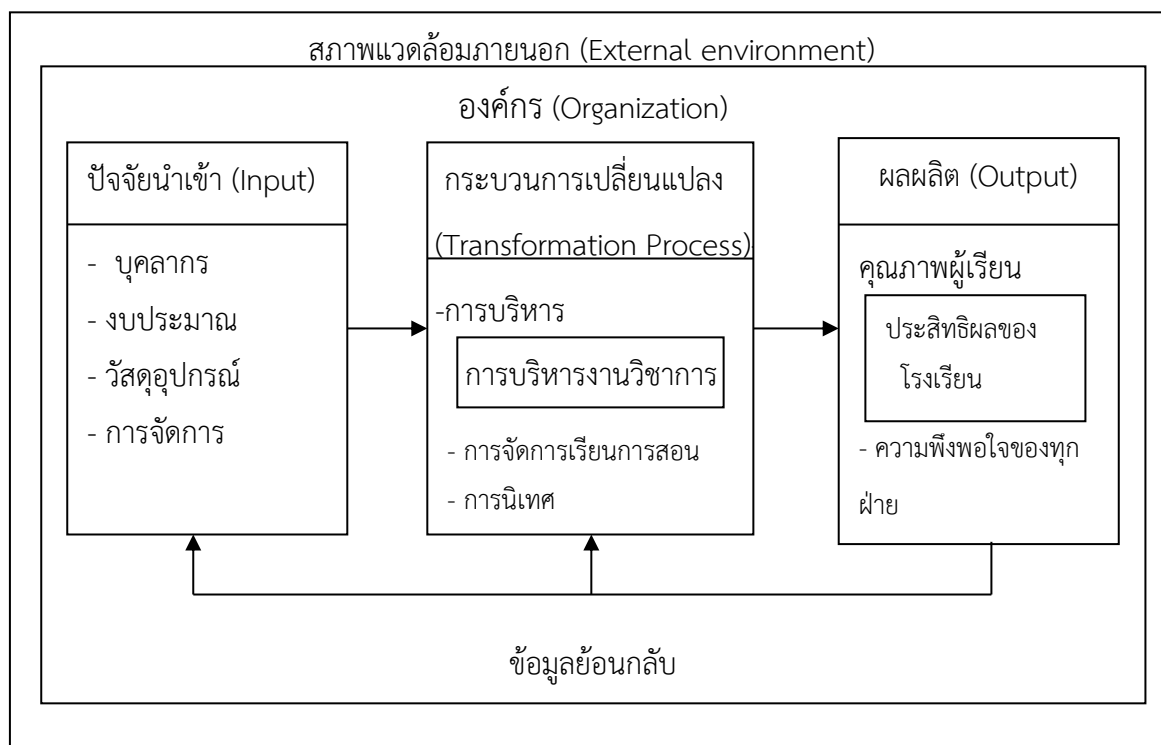 สภาพแวดล้อมภายนอก (External environment)
องค์กร (Organization)
ปัจจัยนำเข้า (Input)
- บุคลากร
- งบประมาณ
- วัสดุอุปกรณ์
- การจัดการ
กระบวนการเปลี่ยนแปลง
(Transformation Process)
-การบริหาร
การบริหารงานวิชาการ
- การจัดการเรียนการสอน
- การนิเทศ
ผลผลิต (Output)
คุณภาพผู้เรียน
ประสิทธิผลของ
โรงเรียน
- ความพึงพอใจของทุก
ฝ่าย
ข้อมูลย้อนกลับ